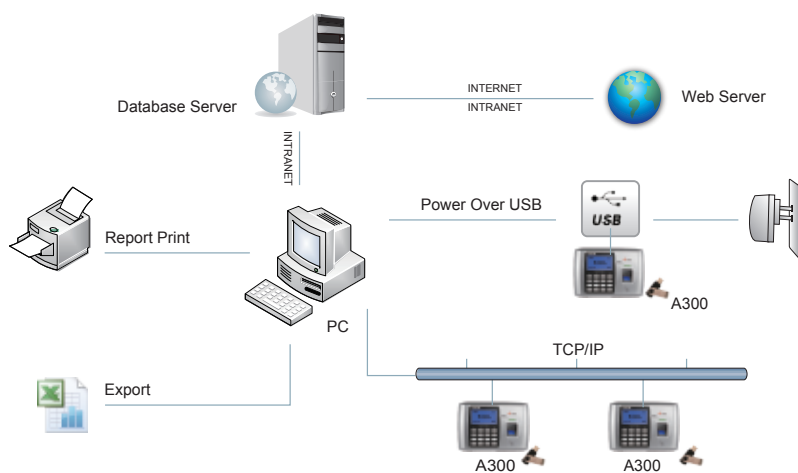 INTERNET
Database Server
INTRANET
Web Server
INTRANET
Power Over USB
USB
Report Print
A300
PC
TCP/IP
Export
A300
A300